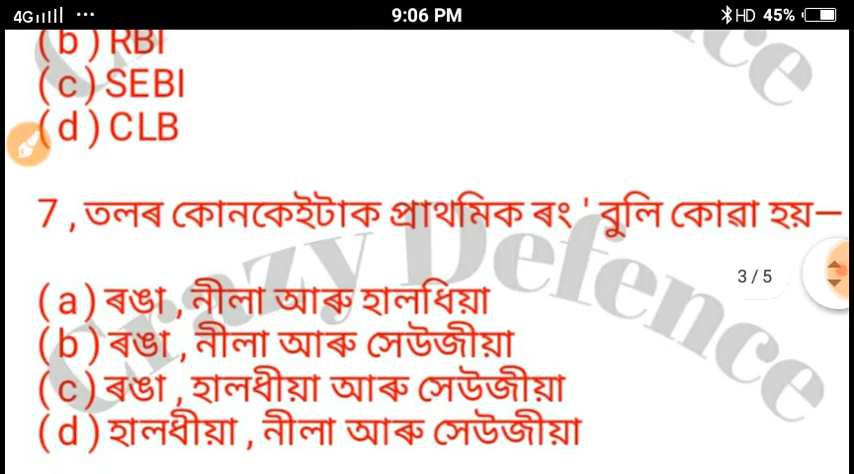 4G
9:06 PM
HD 45%
( b ) RBI
( c ) SEBI
( d ) CLB
7 , তলৰ কোনকেইটাক প্ৰাথমিক ৰং ' বুলি কোৱা হয়—
3 / 5
( a ) ৰঙা , নীলা আৰু হালধিয়া
( b ) ৰঙা , নীলা আৰু সেউজীয়া
( c ) ৰঙা , হালধীয়া আৰু সেউজীয়া
( d ) হালধীয়া , নীলা আৰু সেউজীয়া
Crazy Defence